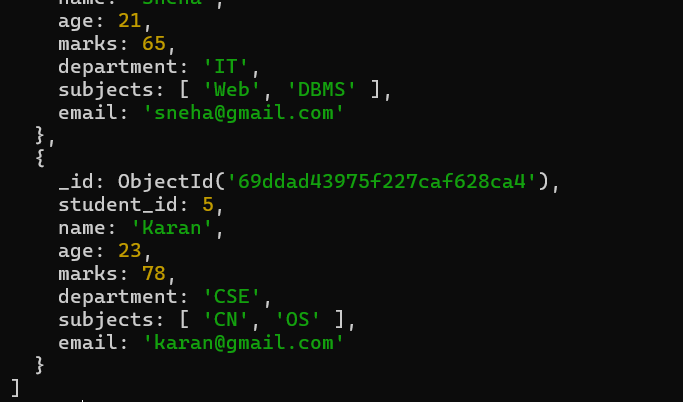 name: 'Sneha',
age: 21,
marks: 65,
department: 'IT',
subjects: [ 'Web', 'DBMS' ],
email: 'sneha@gmail.com'
},
{
_id: ObjectId('69ddad43975f227caf628ca4'),
student_id: 5,
name: 'Karan',
age: 23,
marks: 78,
department: 'CSE',
subjects: [ 'CN', 'OS' ],
email: 'karan@gmail.com'
}
]